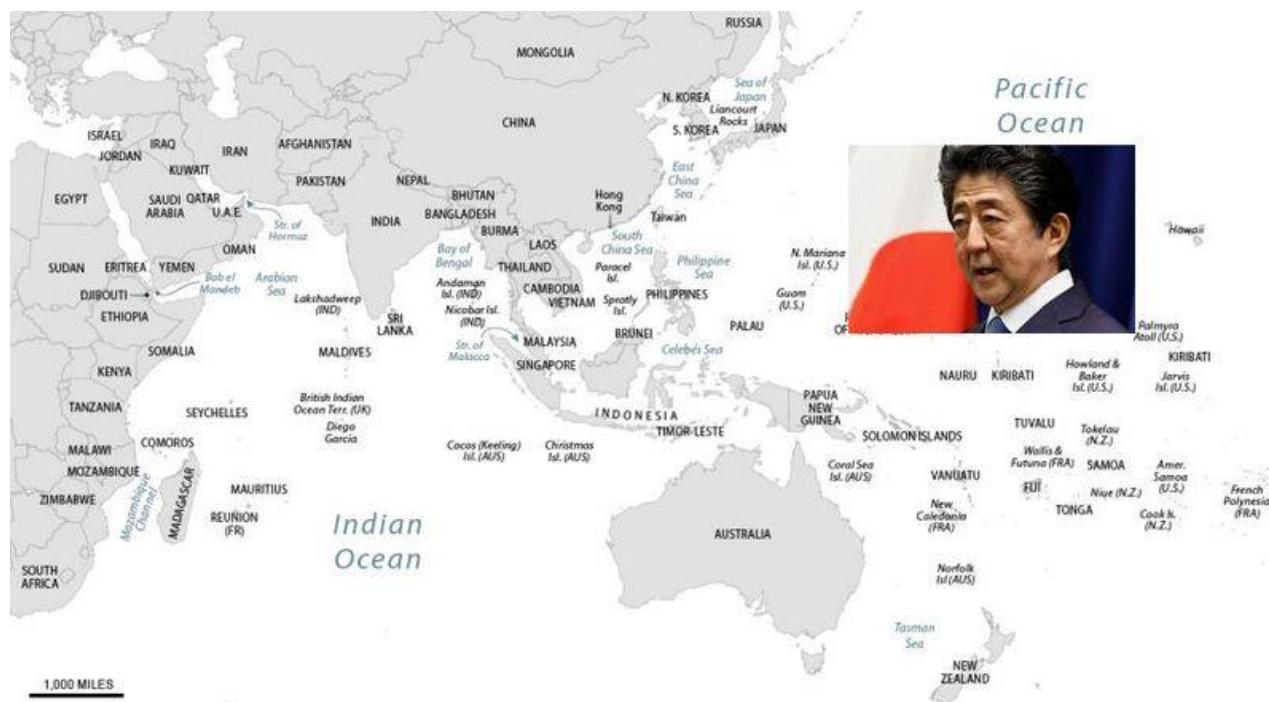 RUSSIA
MONGOLIA
Pacific
Ocean
Sea of
Japan
N. KOREA
Liancourt
Rocks
S. KOREA
JAPAN
CHINA
ISRAEL
JORDAN
IRAQ
IRAN
AFGHANISTAN
KUWAIT
PAKISTAN
NEPAL
East
China
Sea
EGYPT
SAUDI
ARABIA
QATAR
U.A.E.
BHUTAN
BANGLADESH
INDIA
BURMA
Hong
Kong
Taiwan
Str. of
Hormuz
OMAN
LAOS
South
China Sea
Hawaii
Bay of
Bengal
SUDAN
ERITREA
YEMEN
Bab el
Mandeb
Arabian
Sea
THAILAND
Paracel
Isl.
Philippine
Sea
N. Mariana
Isl. (U.S.)
DJIBOUTI
Lakshadweep
(IND)
Andaman
Isl. (IND)
Nicobar Isl.
(IND)
CAMBODIA
VIETNAM
Spratly
Isl.
PHILIPPINES
Guam
(U.S.)
ETHIOPIA
SRI
LANKA
PALAU
Palmyra
Atoll (U.S.)
SOMALIA
MALDIVES
Str. of
Malacca
MALAYSIA
BRUNEI
Celebes Sea
SINGAPORE
KIRIBATI
KENYA
NAURU
KIRIBATI
Howland &
Baker
Isl. (U.S.)
Jarvis
Isl. (U.S.)
TANZANIA
SEYCHELLES
British Indian
Ocean Terr. (UK)
Diego
Garcia
INDONESIA
PAPUA
NEW
GUINEA
TIMOR-LESTE
SOLOMON ISLANDS
TUVALU
Tokelau
(N.Z.)
MALAWI
COMOROS
Cocos (Keeling)
Isl. (AUS)
Christmas
Isl. (AUS)
Coral Sea
Isl. (AUS)
Wallis &
Futuna (FRA)
SAMOA
Amer.
Samoa
(U.S.)
MOZAMBIQUE
VANUATU
FIJI
Niue (N.Z.)
French
Polynesia
(FRA)
ZIMBABWE
Mozambique
Channel
MADAGASCAR
MAURITIUS
REUNION
(FR)
New
Caledonia
(FRA)
TONGA
Cook Is.
(N.Z.)
Indian
Ocean
AUSTRALIA
SOUTH
AFRICA
Norfolk
Isl (AUS)
Tasman
Sea
NEW
ZEALAND
1,000 MILES